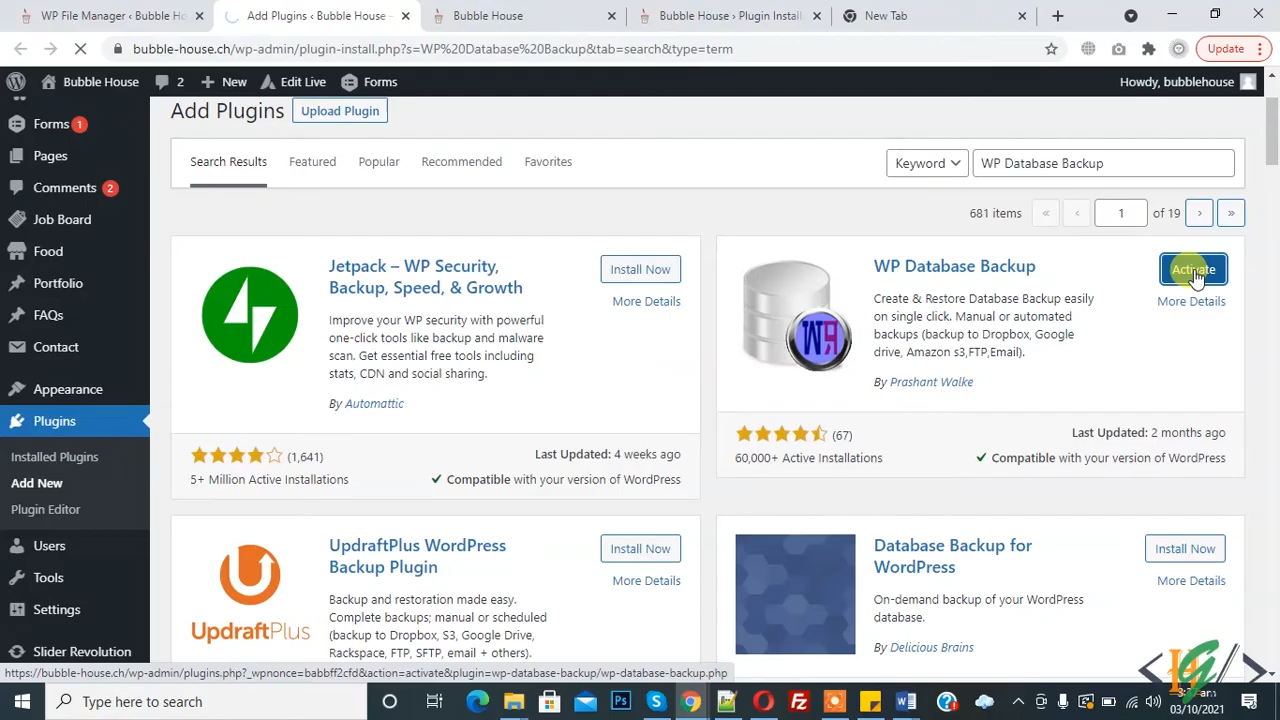 WP File Manager ‹ Bubble Ho
Add Plugins ‹ Bubble House –
Bubble House
Bubble House › Plugin Install
New Tab
bubble-house.ch/wp-admin/plugin-install.php?s=WP%20Database%20Backup&tab=search&type=term
Update
Bubble House
2
New
Edit Live
Forms
Howdy, bubblehouse
Forms 1
Pages
Comments 2
Job Board
Food
Portfolio
FAQs
Contact
Appearance
Plugins
Installed Plugins
Add New
Plugin Editor
Users
Tools
Settings
Slider Revolution
Add Plugins
Upload Plugin
Search Results
Featured
Popular
Recommended
Favorites
Keyword
WP Database Backup
681 items
«
‹
1
of 19
›
»
Jetpack – WP Security,
Backup, Speed, & Growth
Install Now
More Details
Improve your WP security with powerful
one-click tools like backup and malware
scan. Get essential free tools including
stats, CDN and social sharing.
By Automattic
(1,641)
Last Updated: 4 weeks ago
5+ Million Active Installations
Compatible with your version of WordPress
WP Database Backup
Activate
More Details
Create & Restore Database Backup easily
on single click. Manual or automated
backups (backup to Dropbox, Google
drive, Amazon s3,FTP,Email).
By Prashant Walke
(67)
Last Updated: 2 months ago
60,000+ Active Installations
Compatible with your version of WordPress
UpdraftPlus WordPress
Backup Plugin
Install Now
More Details
Backup and restoration made easy.
Complete backups; manual or scheduled
(backup to Dropbox, S3, Google Drive,
Rackspace, FTP, SFTP, email + others).
UpdraftPlus
Database Backup for
WordPress
Install Now
More Details
On-demand backup of your WordPress
database.
By Delicious Brains
https://bubble-house.ch/wp-admin/plugins.php?_wpnonce=babbff2cfd&action=activate&plugin=wp-database-backup/wp-database-backup.php
Type here to search
03/10/2021